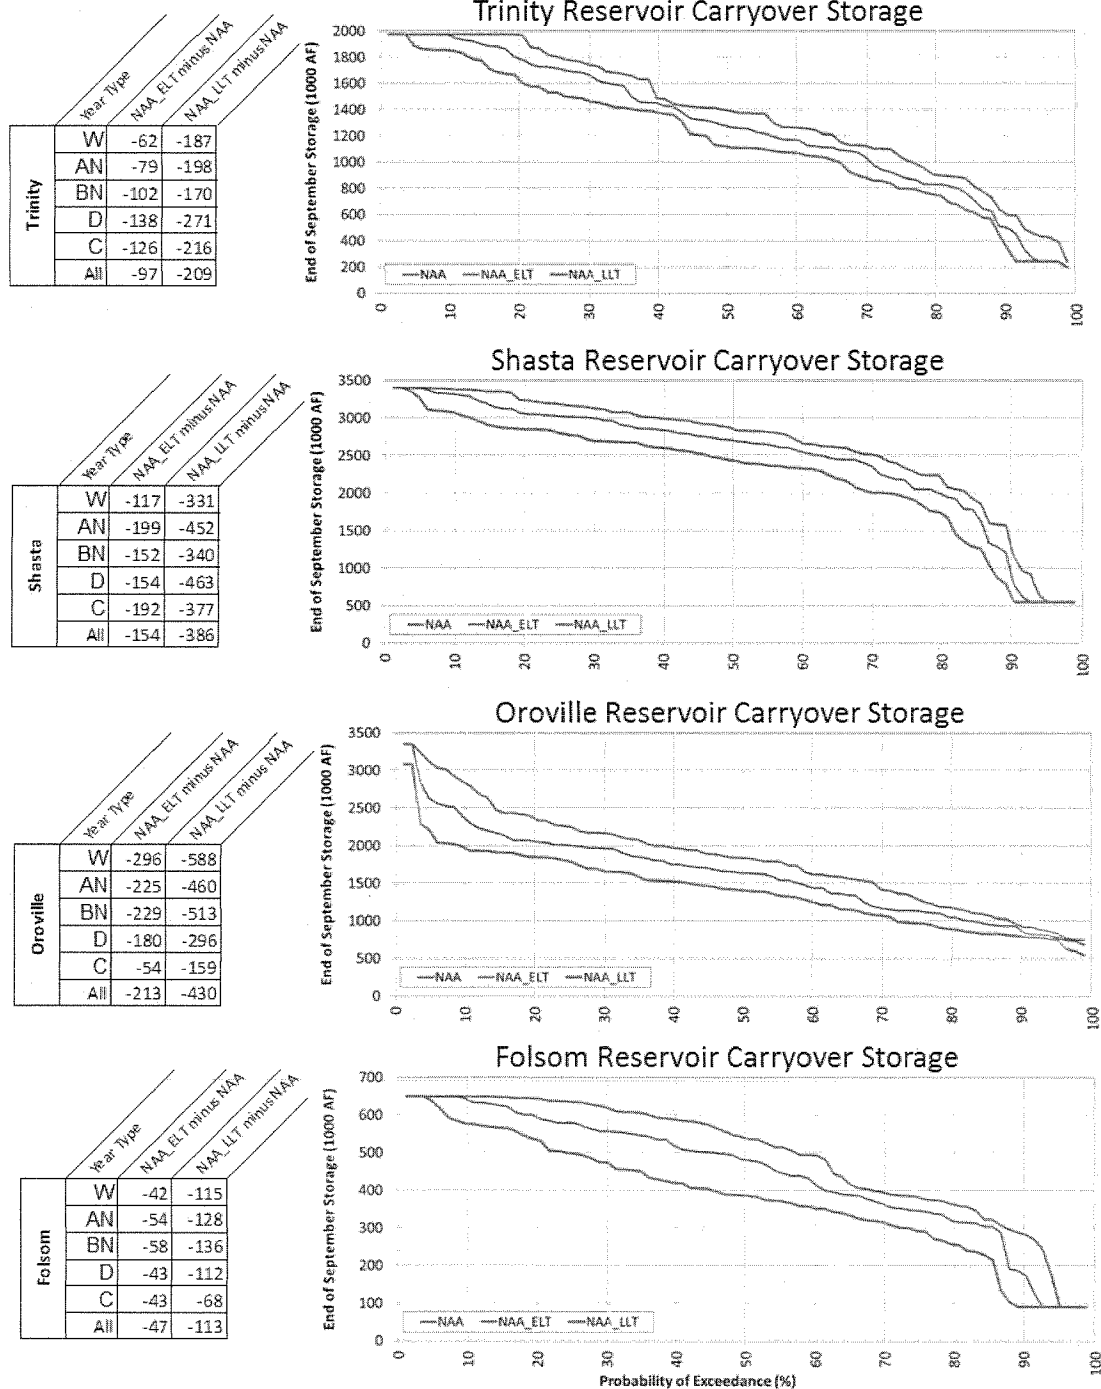 Trinity Reservoir Carryover Storage
Year Type
NAA_ELT minus NAA
NAA_LLT minus NAA
Trinity
W -62 -187
AN -79 -198
BN -102 -170
D -138 -271
C -126 -216
All -97 -209
End of September Storage (1000 AF)
2000
1800
1600
1400
1200
1000
800
600
400
200
0
NAA NAA_ELT NAA_LLT
0 10 20 30 40 50 60 70 80 90 100
Shasta Reservoir Carryover Storage
Year Type
NAA_ELT minus NAA
NAA_LLT minus NAA
Shasta
W -117 -331
AN -199 -452
BN -152 -340
D -154 -463
C -192 -377
All -154 -386
End of September Storage (1000 AF)
3500
3000
2500
2000
1500
1000
500
0
NAA NAA_ELT NAA_LLT
0 10 20 30 40 50 60 70 80 90 100
Oroville Reservoir Carryover Storage
Year Type
NAA_ELT minus NAA
NAA_LLT minus NAA
Oroville
W -296 -588
AN -225 -460
BN -229 -513
D -180 -296
C -54 -159
All -213 -430
End of September Storage (1000 AF)
3500
3000
2500
2000
1500
1000
500
0
NAA NAA_ELT NAA_LLT
0 10 20 30 40 50 60 70 80 90 100
Folsom Reservoir Carryover Storage
Year Type
NAA_ELT minus NAA
NAA_LLT minus NAA
Folsom
W -42 -115
AN -54 -128
BN -58 -136
D -43 -112
C -43 -68
All -47 -113
End of September Storage (1000 AF)
700
600
500
400
300
200
100
0
NAA NAA_ELT NAA_LLT
0 10 20 30 40 50 60 70 80 90 100
Probability of Exceedance (%)